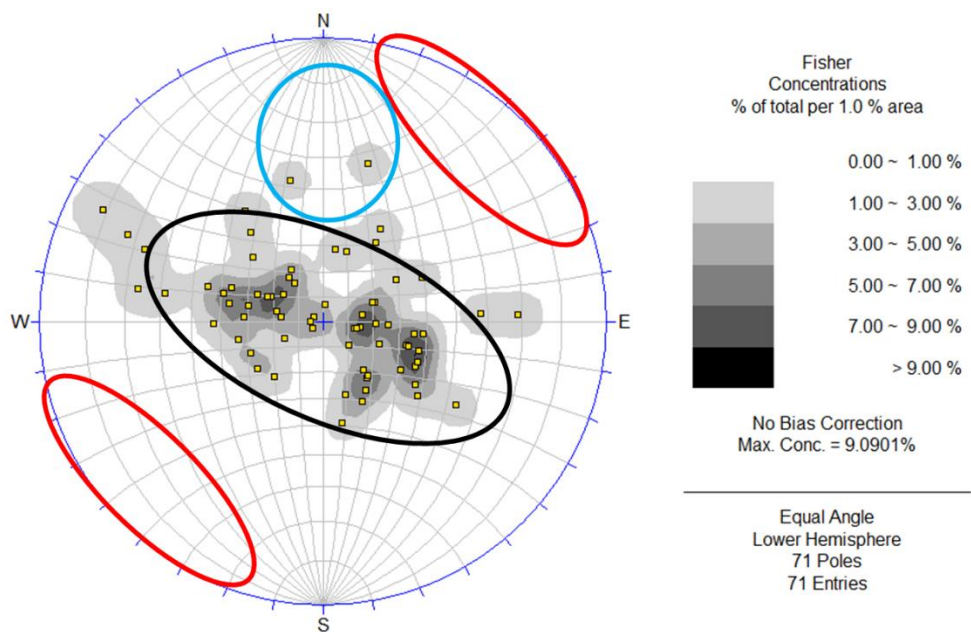 N
W
E
S
Fisher
Concentrations
% of total per 1.0 % area
0.00 ~ 1.00 %
1.00 ~ 3.00 %
3.00 ~ 5.00 %
5.00 ~ 7.00 %
7.00 ~ 9.00 %
> 9.00 %
No Bias Correction
Max. Conc. = 9.0901%
Equal Angle
Lower Hemisphere
71 Poles
71 Entries